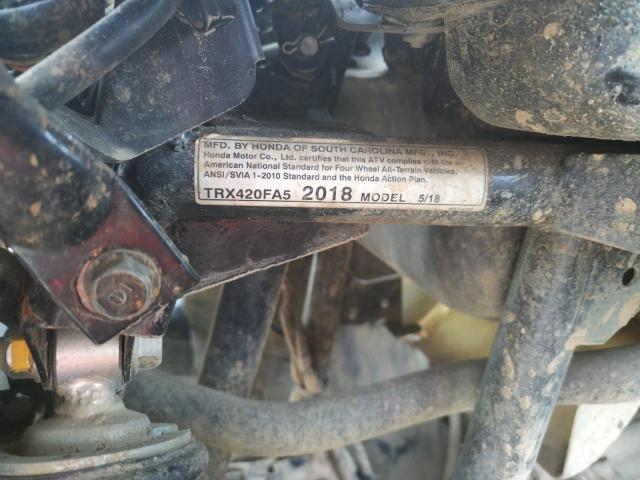 MFD. BY HONDA OF SOUTH CAROLINA MFG., INC.
Honda Motor Co., Ltd. certifies that this ATV complies with the
American National Standard for Four Wheel All-Terrain Vehicles,
ANSI/SVIA 1-2010 Standard and the Honda Action Plan.
TRX420FA5 2018 MODEL 5/18